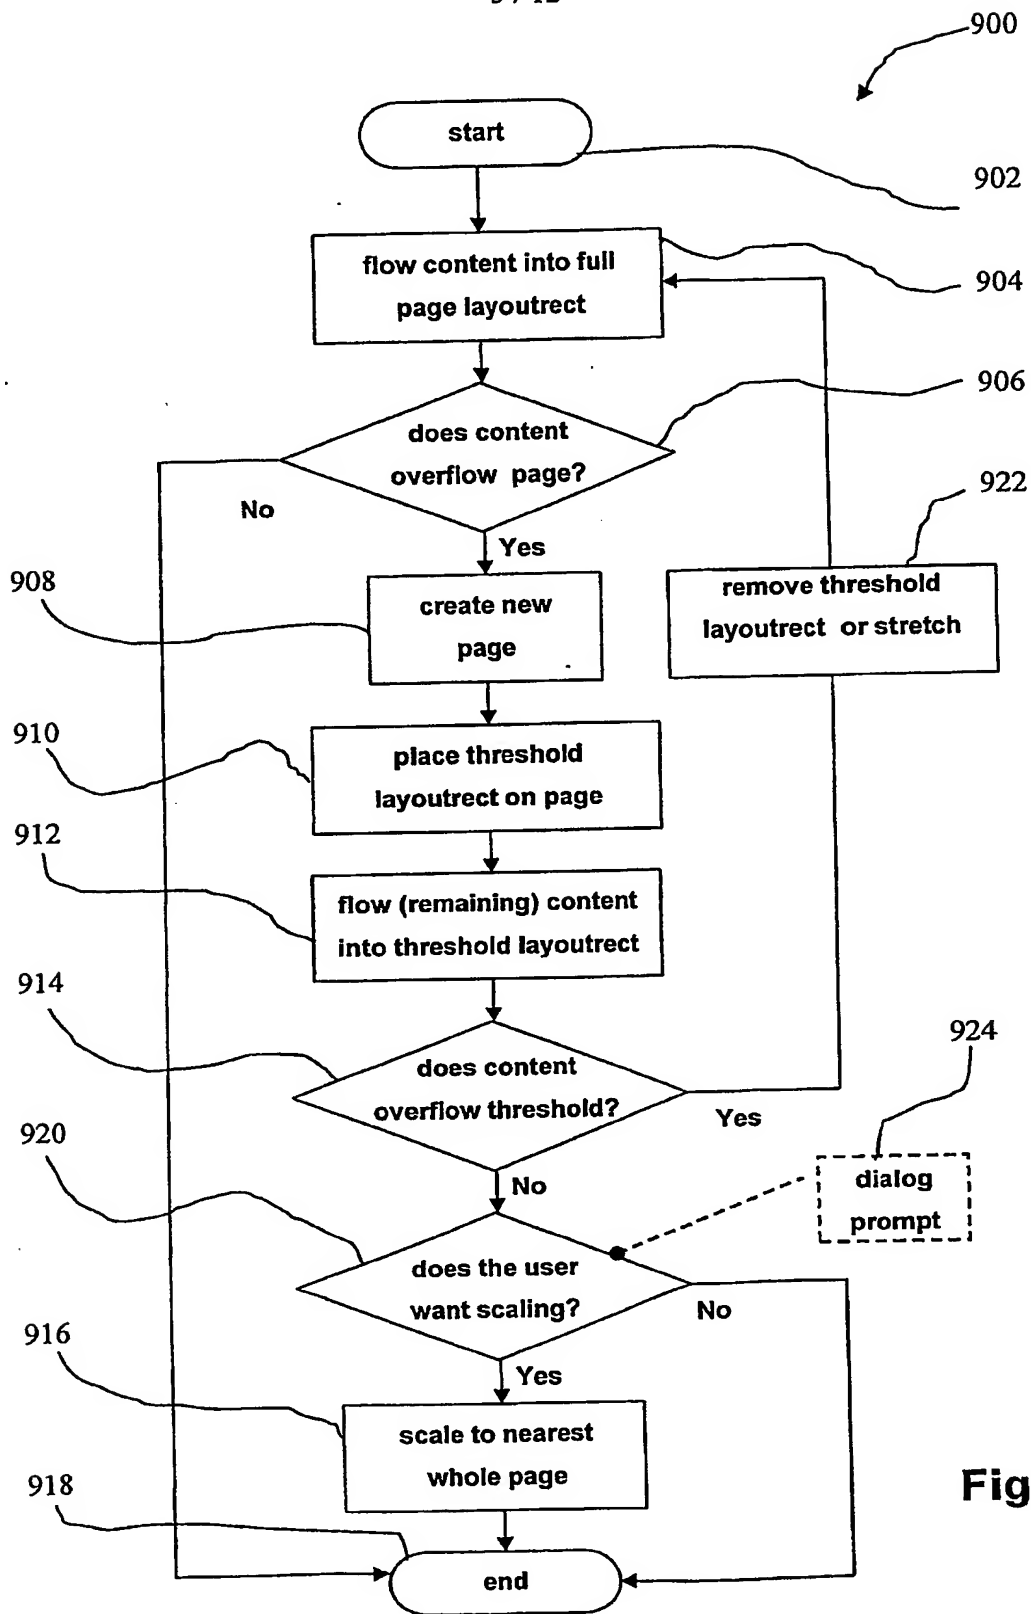 900
start
902
flow content into full
page layoutrect
904
does content
overflow page?
906
No
Yes
922
908
create new
page
remove threshold
layoutrect or stretch
910
place threshold
layoutrect on page
912
flow (remaining) content
into threshold layoutrect
914
does content
overflow threshold?
924
Yes
920
No
dialog
prompt
does the user
want scaling?
No
916
Yes
scale to nearest
whole page
918
Fig
end